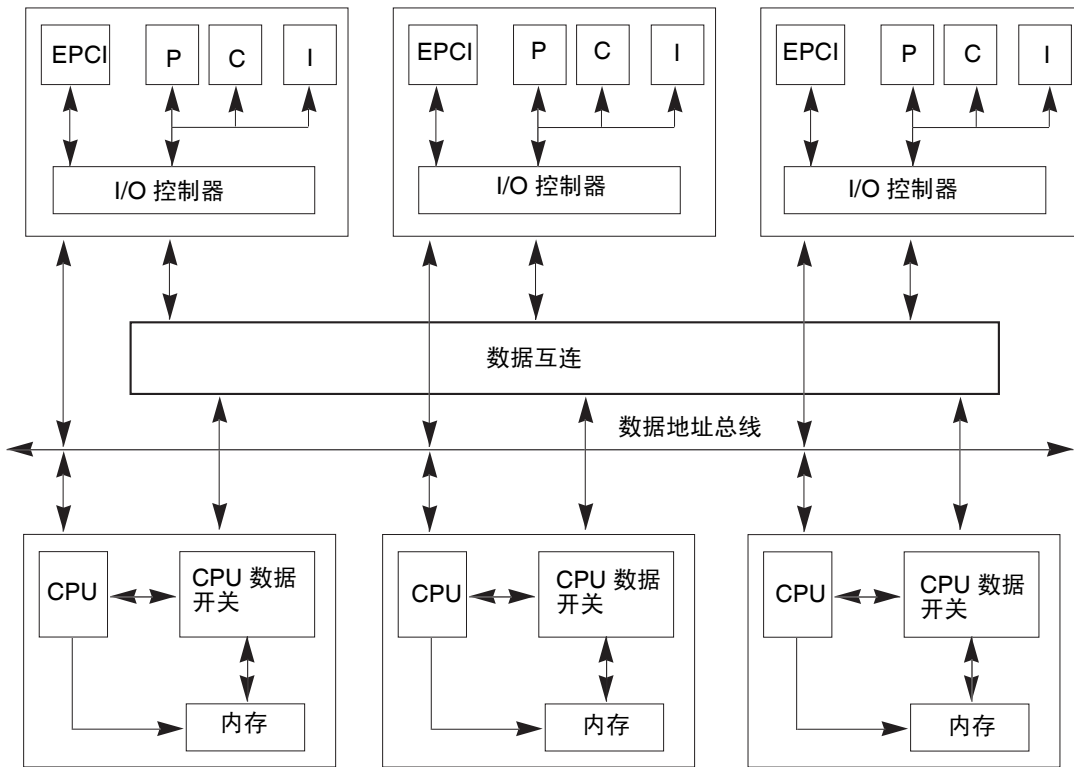 EPCI P C I
I/O 控制器
EPCI P C I
I/O 控制器
EPCI P C I
I/O 控制器
数据互连
数据地址总线
CPU
CPU 数据
开关
内存
CPU
CPU 数据
开关
内存
CPU
CPU 数据
开关
内存